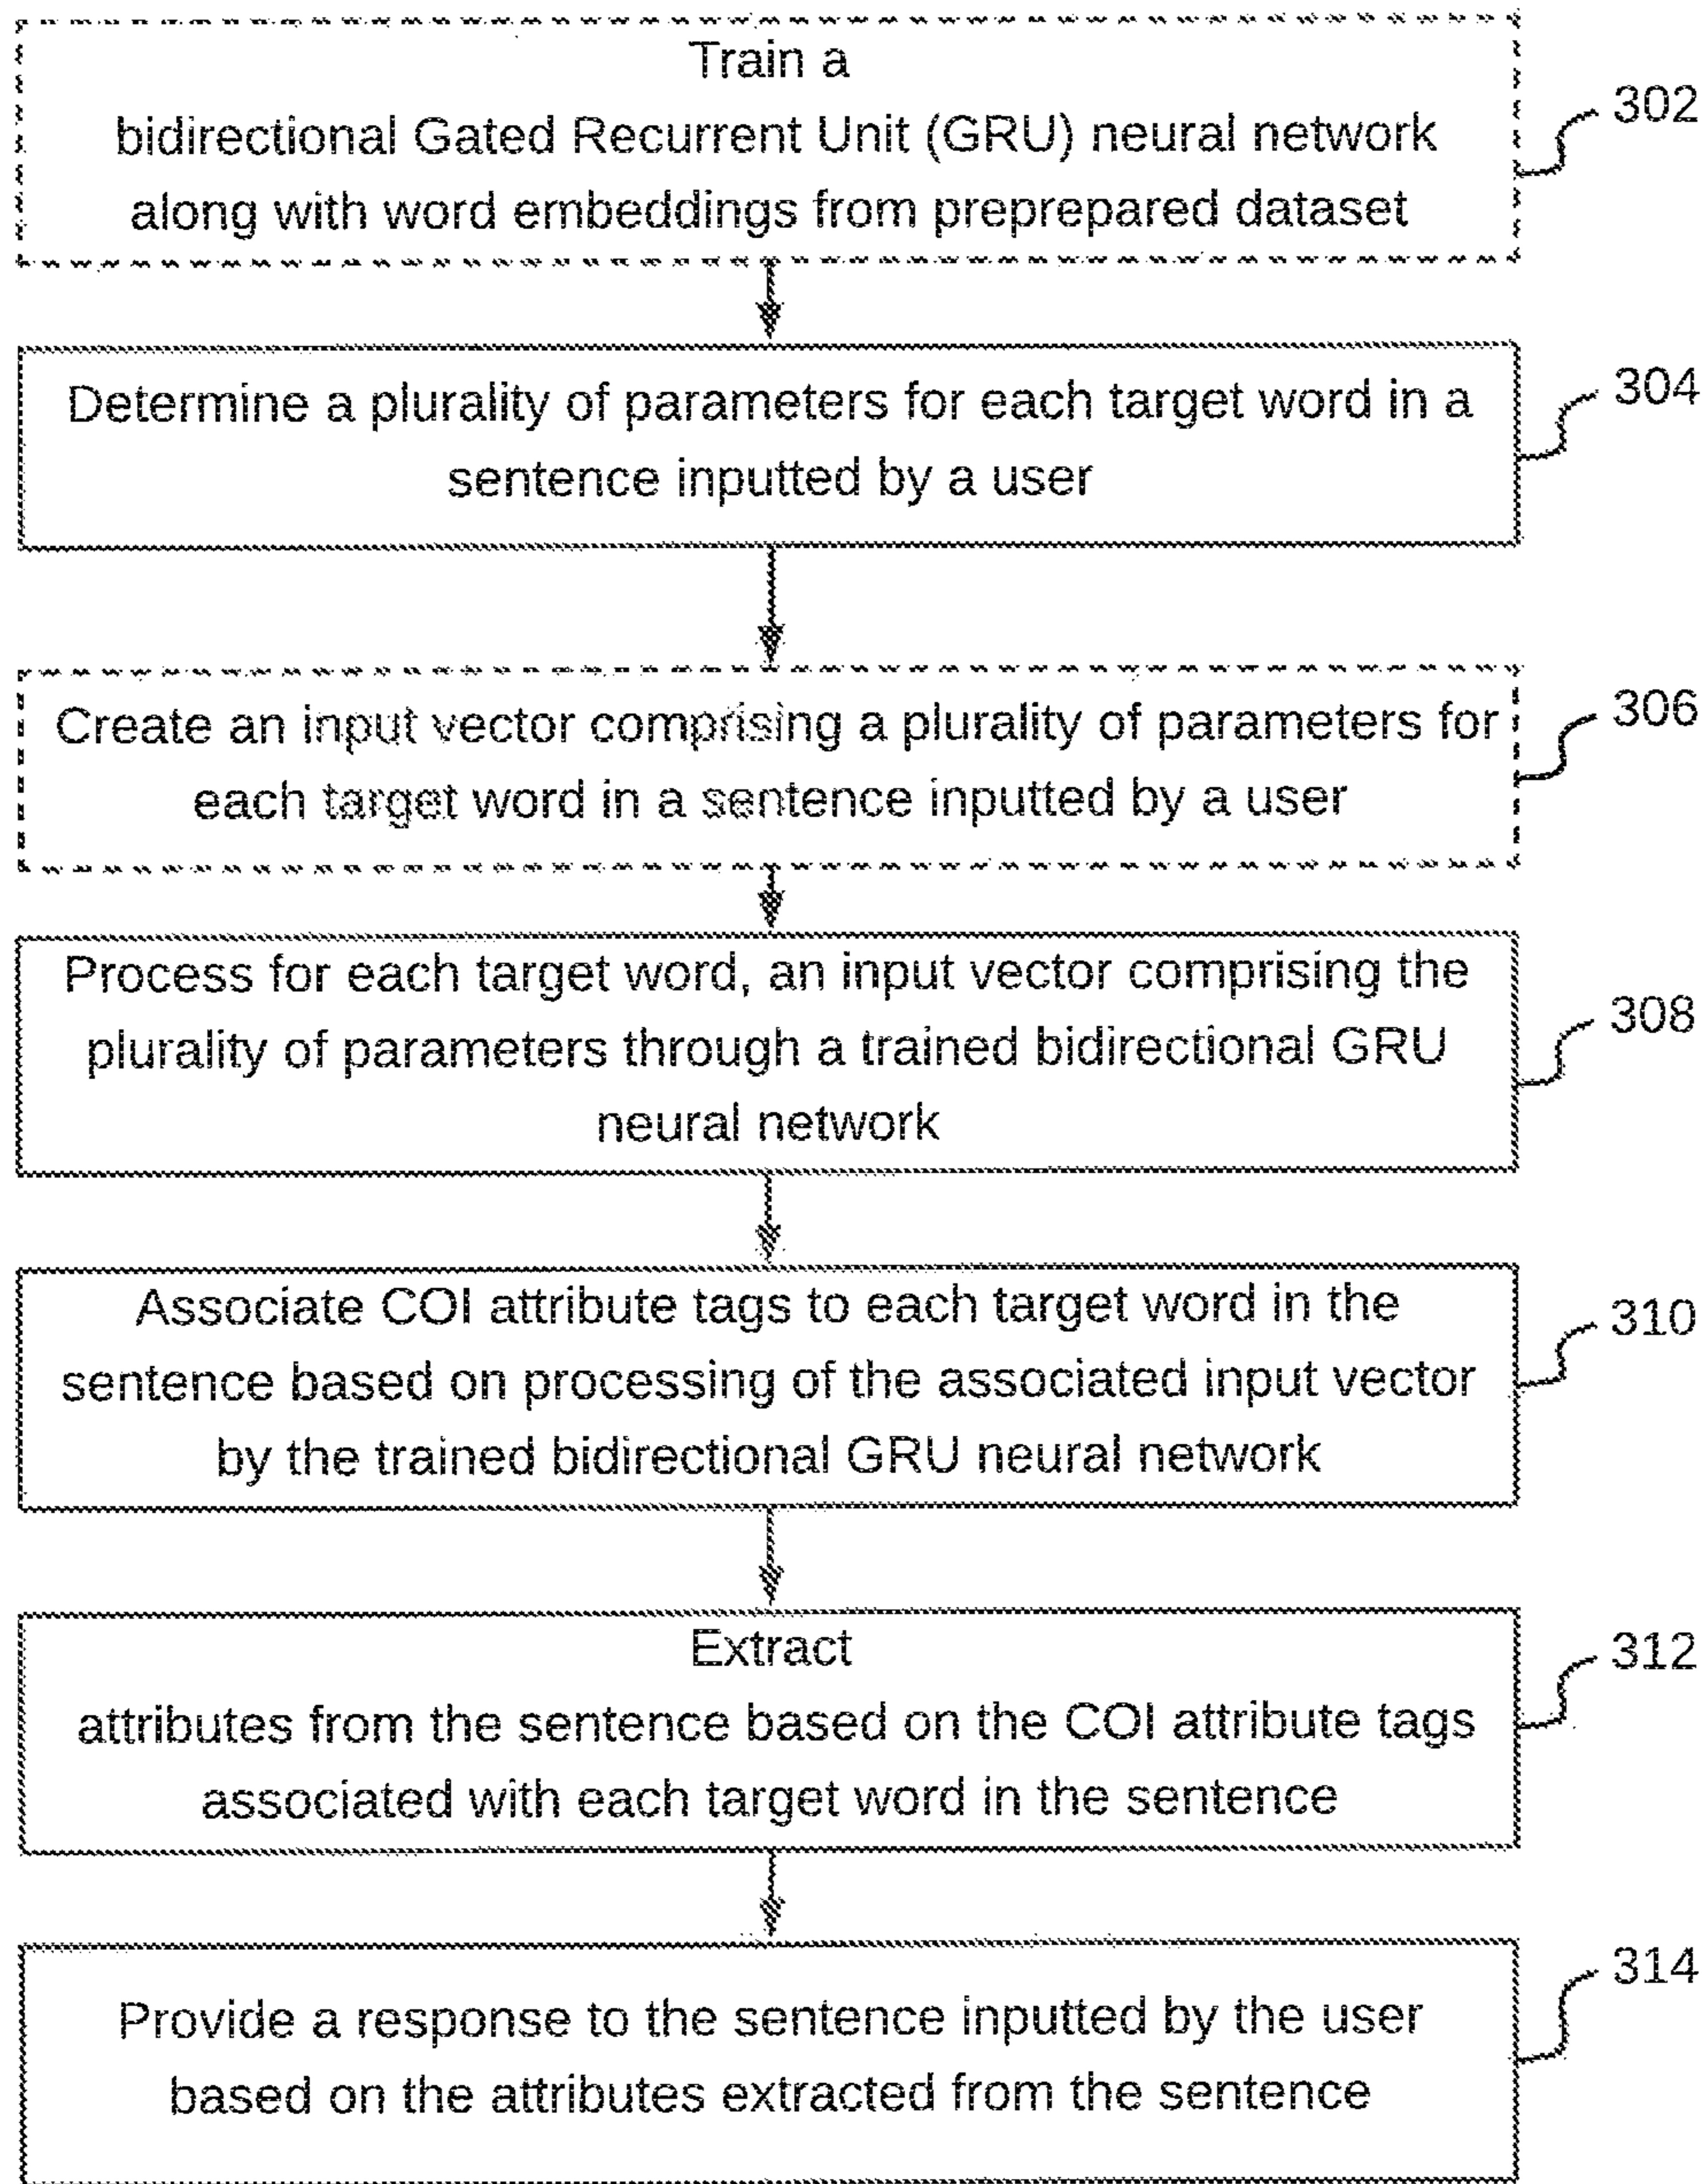 Train a
bidirectional Gated Recurrent Unit (GRU) neural network
along with word embeddings from preprepared dataset
302
Determine a plurality of parameters for each target word in a
sentence inputted by a user
304
Create an input vector comprising a plurality of parameters for
each target word in a sentence inputted by a user
306
Process for each target word, an input vector comprising the
plurality of parameters through a trained bidirectional GRU
neural network
308
Associate COI attribute tags to each target word in the
sentence based on processing of the associated input vector
by the trained bidirectional GRU neural network
310
Extract
attributes from the sentence based on the COI attribute tags
associated with each target word in the sentence
312
Provide a response to the sentence inputted by the user
based on the attributes extracted from the sentence
314